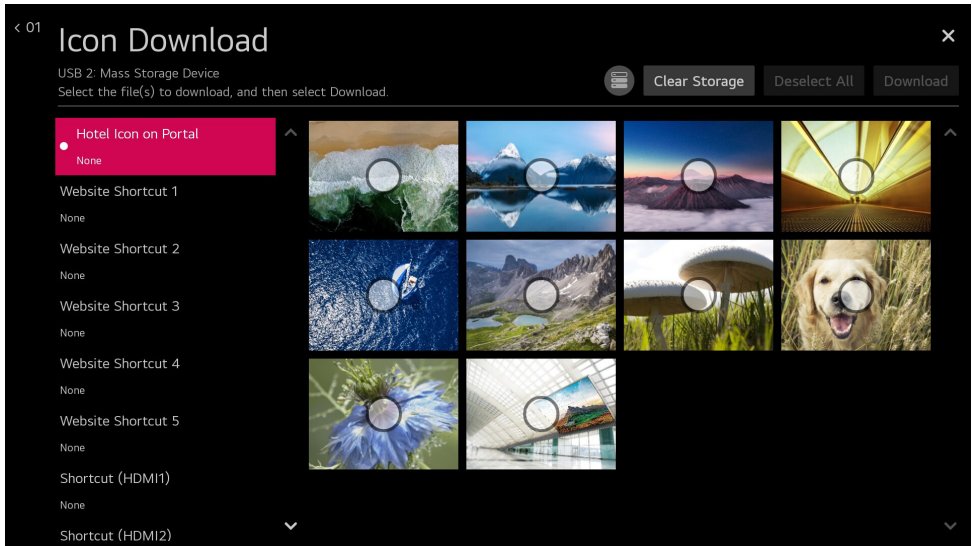 < 01
Icon Download
USB 2: Mass Storage Device
Select the file(s) to download, and then select Download.
Clear Storage
Deselect All
Download
Hotel Icon on Portal
None
Website Shortcut 1
None
Website Shortcut 2
None
Website Shortcut 3
None
Website Shortcut 4
None
Website Shortcut 5
None
Shortcut (HDMI1)
None
Shortcut (HDMI2)